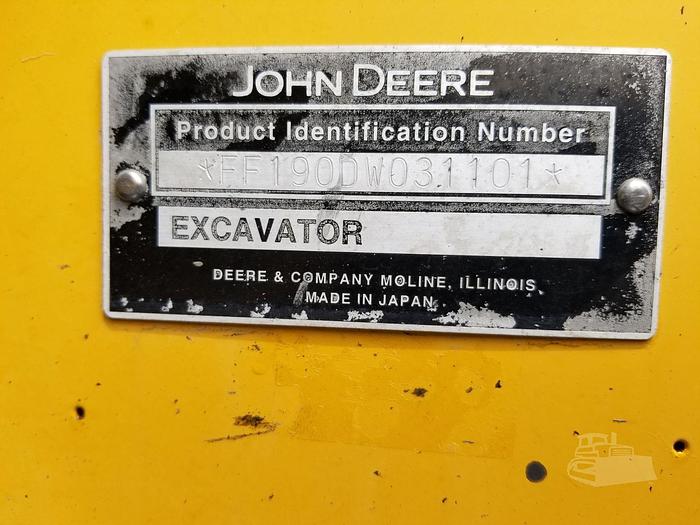 JOHN DEERE
Product Identification Number
*FF190DW031101*
EXCAVATOR
DEERE & COMPANY MOLINE, ILLINOIS
MADE IN JAPAN